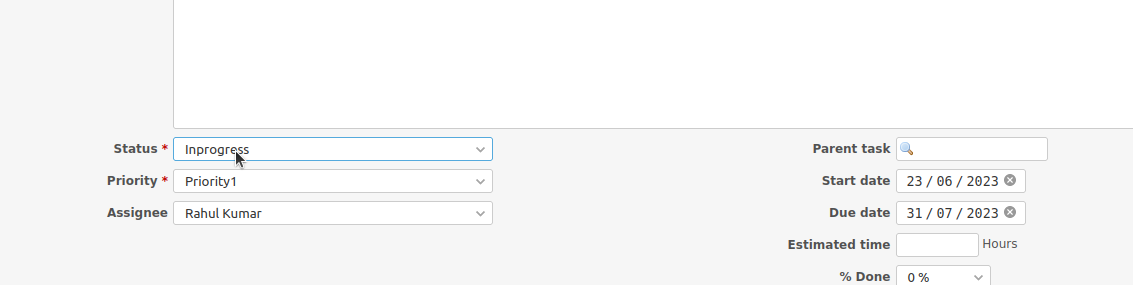 Status * Inprogress
Parent task
Priority * Priority1
Start date 23 / 06 / 2023
Assignee Rahul Kumar
Due date 31 / 07 / 2023
Estimated time Hours
% Done 0 %